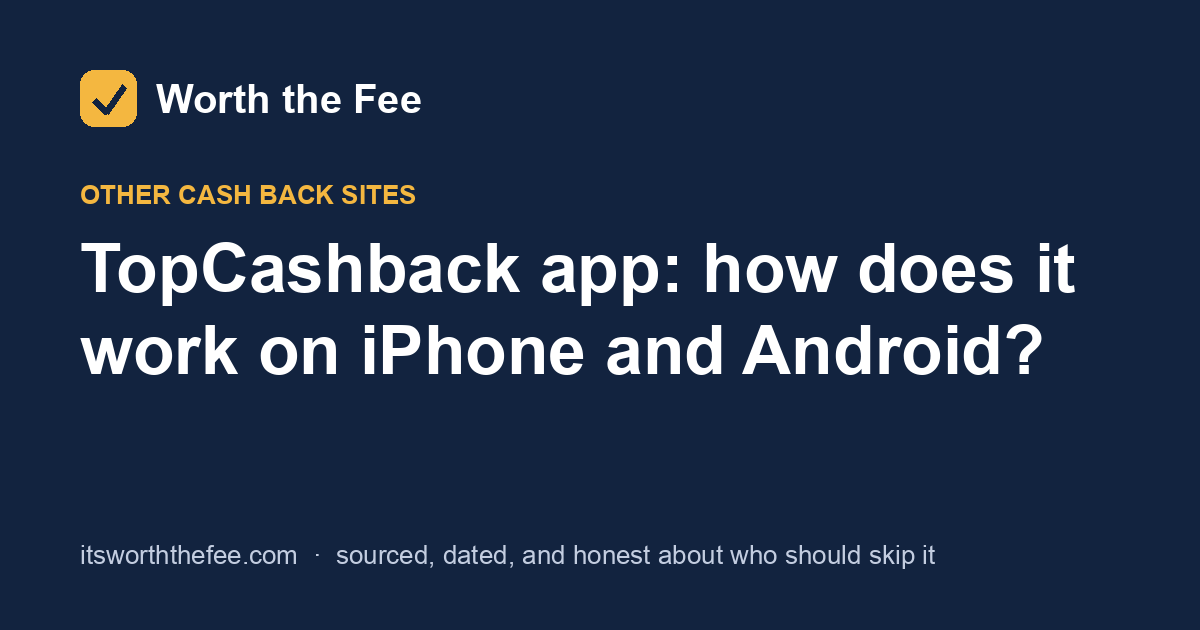 Worth the Fee
OTHER CASH BACK SITES
TopCashback app: how does it
work on iPhone and Android?
itsworththefee.com · sourced, dated, and honest about who should skip it